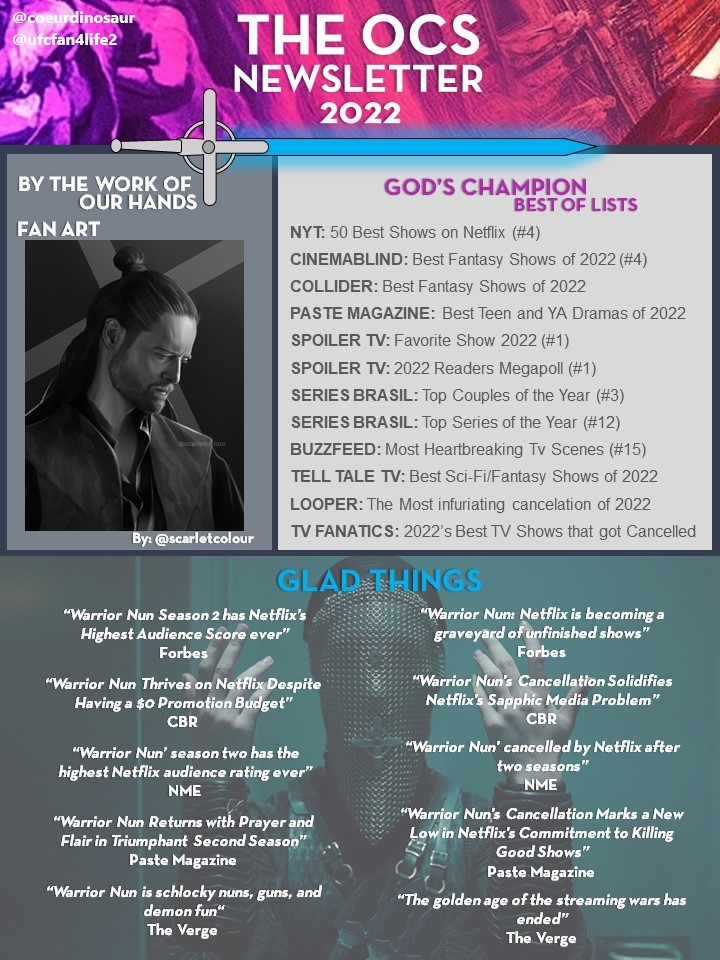 @coeurdinosaur
@ufcfan4life2
THE OCS
NEWSLETTER
2022
BY THE WORK OF
OUR HANDS
FAN ART
@scarletcolour
By: @scarletcolour
GOD'S CHAMPION
BEST OF LISTS
NYT: 50 Best Shows on Netflix (#4)
CINEMABLIND: Best Fantasy Shows of 2022 (#4)
COLLIDER: Best Fantasy Shows of 2022
PASTE MAGAZINE: Best Teen and YA Dramas of 2022
SPOILER TV: Favorite Show 2022 (#1)
SPOILER TV: 2022 Readers Megapoll (#1)
SERIES BRASIL: Top Couples of the Year (#3)
SERIES BRASIL: Top Series of the Year (#12)
BUZZFEED: Most Heartbreaking Tv Scenes (#15)
TELL TALE TV: Best Sci-Fi/Fantasy Shows of 2022
LOOPER: The Most infuriating cancelation of 2022
TV FANATICS: 2022's Best TV Shows that got Cancelled
GLAD THINGS
"Warrior Nun Season 2 has Netflix's
Highest Audience Score ever"
Forbes
"Warrior Nun Thrives on Netflix Despite
Having a $0 Promotion Budget"
CBR
"Warrior Nun' season two has the
highest Netflix audience rating ever"
NME
"Warrior Nun Returns with Prayer and
Flair in Triumphant Second Season"
Paste Magazine
"Warrior Nun is schlocky nuns, guns, and
demon fun"
The Verge
"Warrior Nun: Netflix is becoming a
graveyard of unfinished shows"
Forbes
"Warrior Nun's Cancellation Solidifies
Netflix's Sapphic Media Problem"
CBR
"Warrior Nun' cancelled by Netflix after
two seasons"
NME
"Warrior Nun's Cancellation Marks a New
Low in Netflix's Commitment to Killing
Good Shows"
Paste Magazine
"The golden age of the streaming wars has
ended"
The Verge